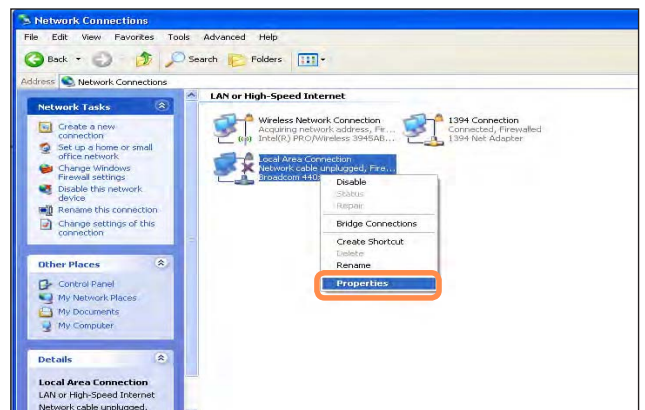 Network Connections
File Edit View Favorites Tools Advanced Help
Back Search Folders
Address Network Connections
Network Tasks
Create a new
connection
Set up a home or small
office network
Change Windows
Firewall settings
Disable this network
device
Rename this connection
Change settings of this
connection
Other Places
Control Panel
My Network Places
My Documents
My Computer
Details
Local Area Connection
LAN or High-Speed Internet
Network cable unplugged,
LAN or High-Speed Internet
Wireless Network Connection
Acquiring network address, Fir...
Intel(R) PRO/Wireless 3945AB...
1394 Connection
Connected, Firewalled
1394 Net Adapter
Local Area Connection
Network cable unplugged, Fire...
Broadcom 440
Disable
Status
Repair
Bridge Connections
Create Shortcut
Delete
Rename
Properties